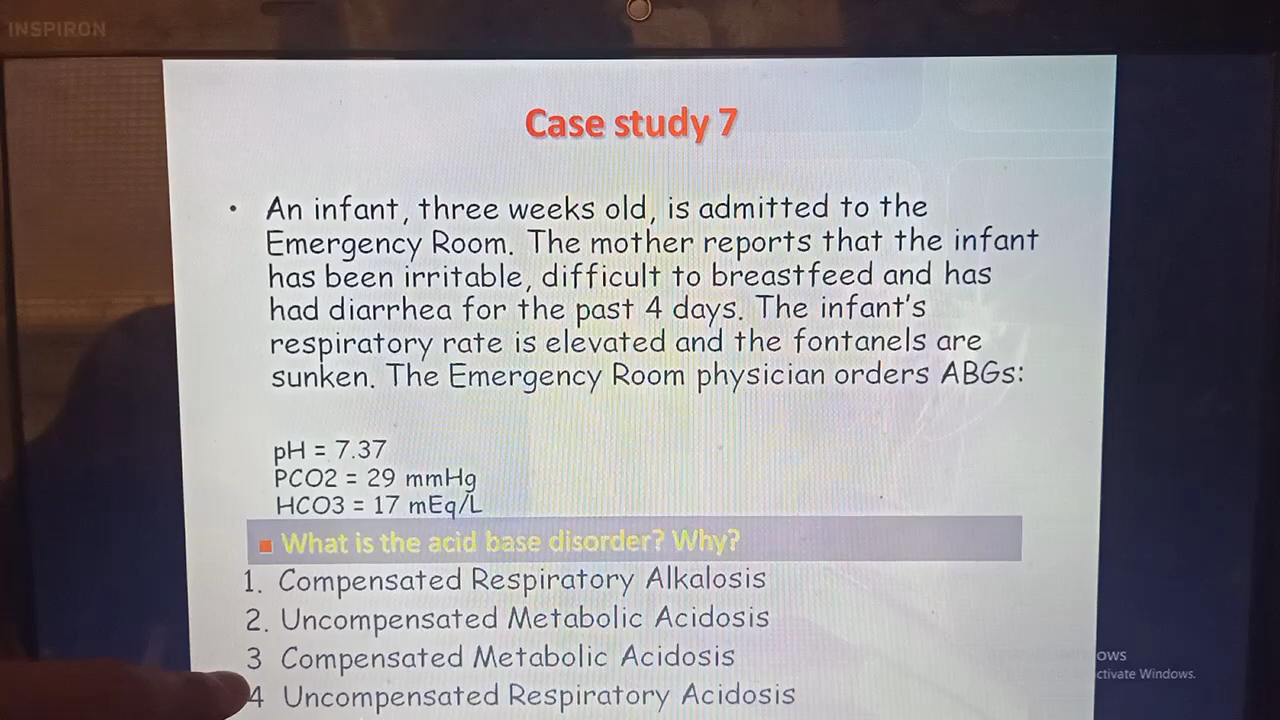 INSPIRON
Case study 7
• An infant, three weeks old, is admitted to the
Emergency Room. The mother reports that the infant
has been irritable, difficult to breastfeed and has
had diarrhea for the past 4 days. The infant's
respiratory rate is elevated and the fontanels are
sunken. The Emergency Room physician orders ABGs:
pH = 7.37
PCO2 = 29 mmHg
HCO3 = 17 mEq/L
What is the acid base disorder? Why?
1. Compensated Respiratory Alkalosis
2. Uncompensated Metabolic Acidosis
3 Compensated Metabolic Acidosis
4 Uncompensated Respiratory Acidosis
ows
ctivate Windows.